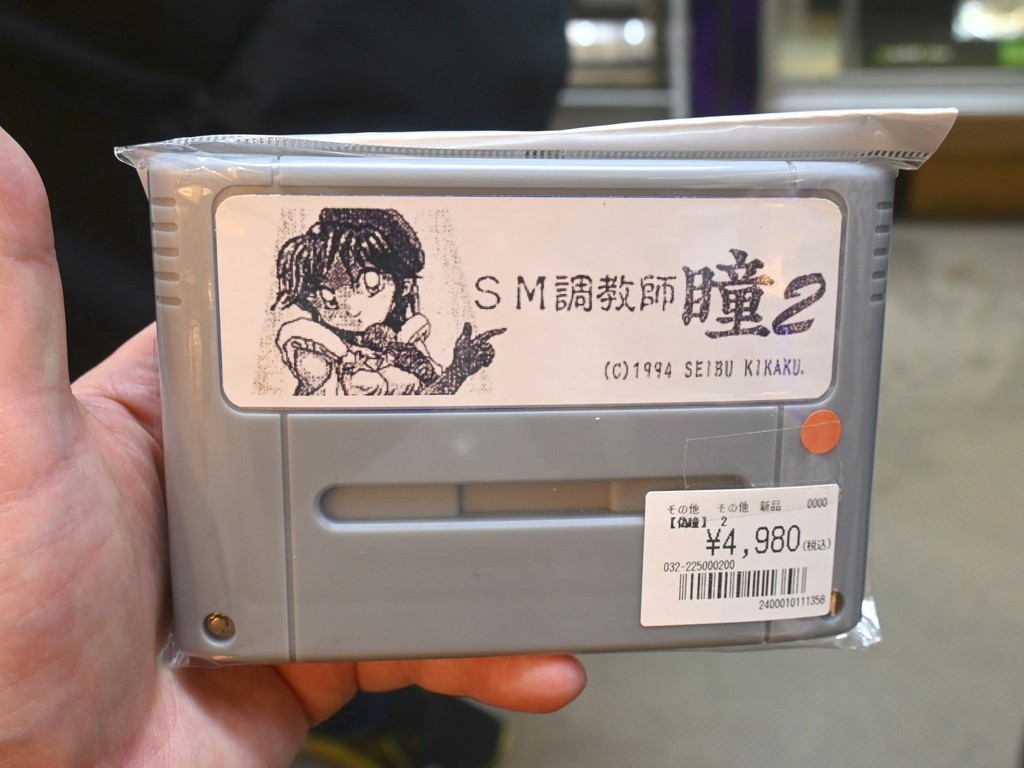 SM調教師瞳2
(C)1994 SEIBU KIKAKU.
その他 その他 新品 0000
【偽瞳】 2
¥4,980(税込)
032-225000200
2400010111358